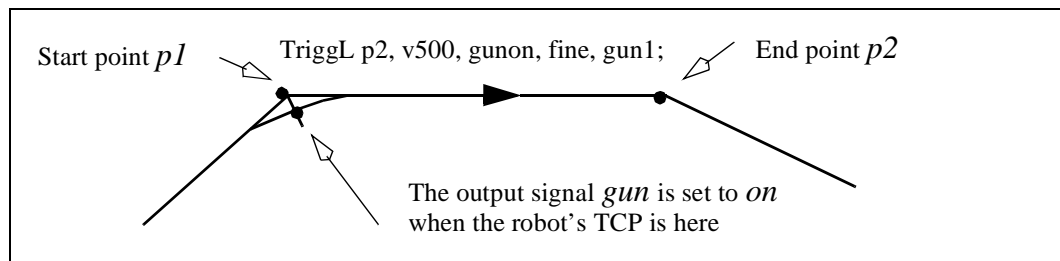 Start point p1
TriggL p2, v500, gunon, fine, gun1;
End point p2
The output signal gun is set to on
when the robot's TCP is here